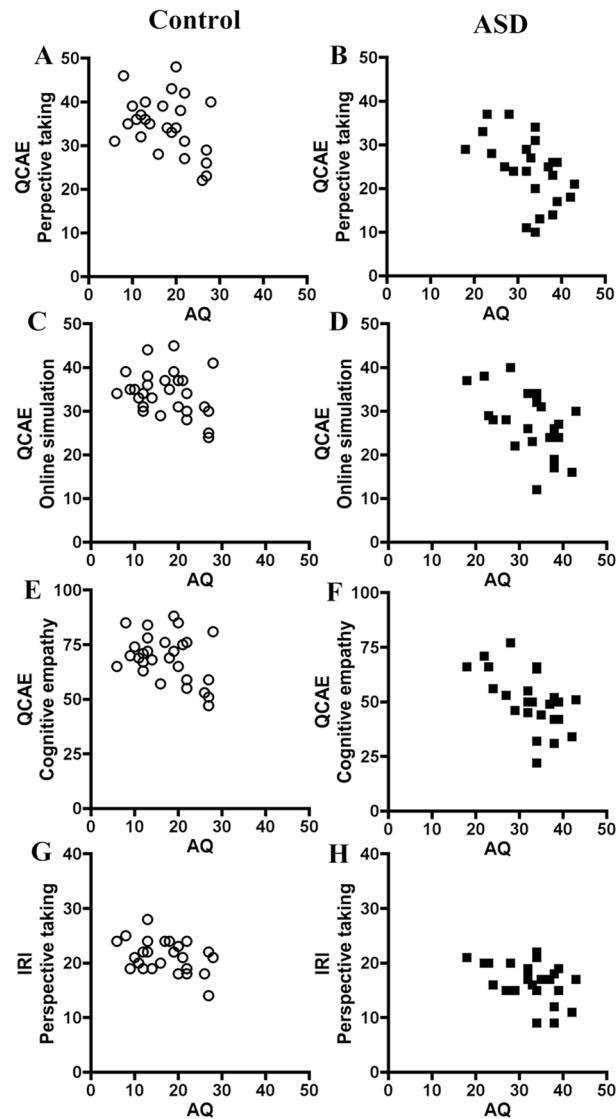 Control ASD
A B
QCAE
Perpective taking
50
40
30
20
10
0
0 10 20 30 40 50
AQ
QCAE
Perpective taking
50
40
30
20
10
0
0 10 20 30 40 50
AQ
C D
QCAE
Online simulation
50
40
30
20
10
0
0 10 20 30 40 50
AQ
QCAE
Online simulation
50
40
30
20
10
0
0 10 20 30 40 50
AQ
E F
QCAE
Cognitive empathy
100
75
50
25
0
0 10 20 30 40 50
AQ
QCAE
Cognitive empathy
100
75
50
25
0
0 10 20 30 40 50
AQ
G H
IRI
Perspective taking
40
30
20
10
0
0 10 20 30 40 50
AQ
IRI
Perspective taking
40
30
20
10
0
0 10 20 30 40 50
AQ